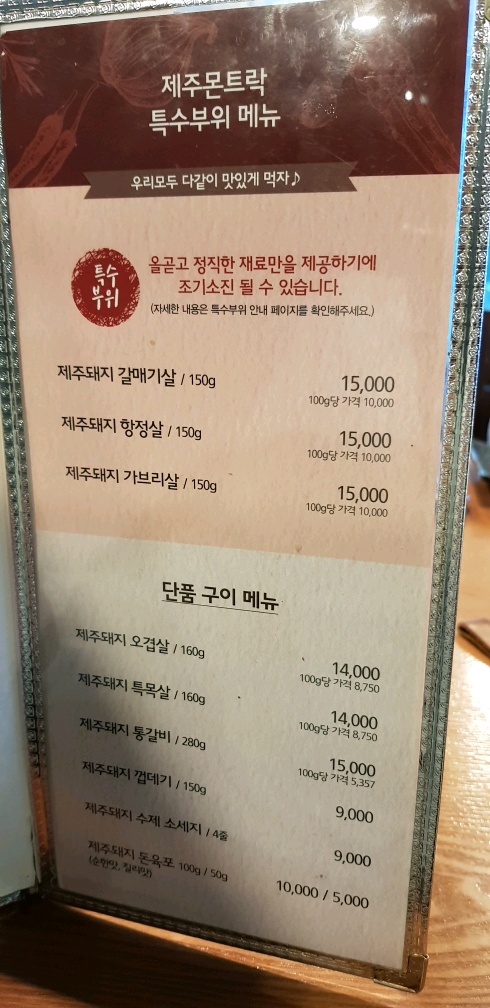 제주몬트락
특수부위 메뉴
우리모두 다같이 맛있게 먹자♪
특수
부위
올곧고 정직한 재료만을 제공하기에
조기소진 될 수 있습니다.
(자세한 내용은 특수부위 안내 페이지를 확인해주세요.)
제주돼지 갈매기살 / 150g
15,000
100g당 가격 10,000
제주돼지 항정살 / 150g
15,000
100g당 가격 10,000
제주돼지 가브리살 / 150g
15,000
100g당 가격 10,000
단품 구이 메뉴
제주돼지 오겹살 / 160g
14,000
100g당 가격 8,750
제주돼지 특목살 / 160g
14,000
100g당 가격 8,750
제주돼지 통갈비 / 280g
15,000
100g당 가격 5,357
제주돼지 껍데기 / 150g
9,000
제주돼지 수제 소세지 / 4줄
9,000
제주돼지 돈육포 100g / 50g
(순한맛, 칠리맛)
10,000 / 5,000